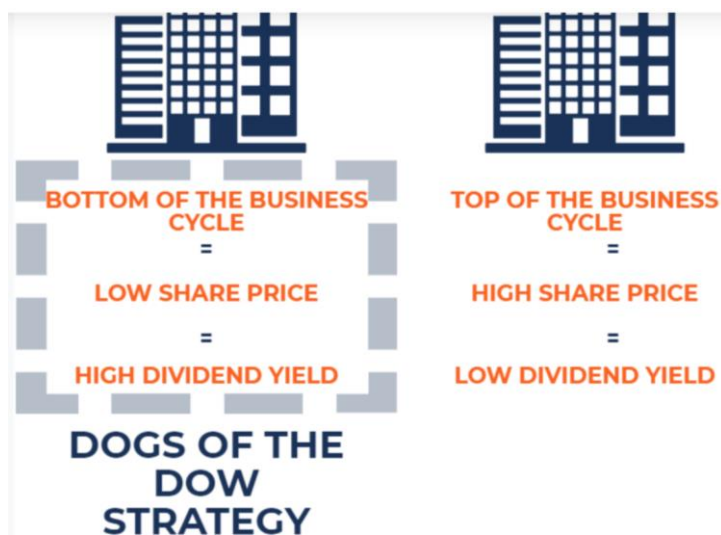 BOTTOM OF THE BUSINESS
CYCLE
=
LOW SHARE PRICE
=
HIGH DIVIDEND YIELD
DOGS OF THE
DOW
STRATEGY
TOP OF THE BUSINESS
CYCLE
=
HIGH SHARE PRICE
=
LOW DIVIDEND YIELD